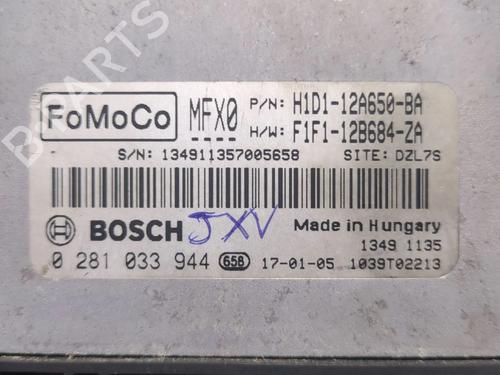 FoMoCo MFX0 P/N: H1D1-12A650-BA
H/W: F1F1-12B684-ZA
S/N: 134911357005658 SITE: DZL7S
BOSCH JXV Made in Hungary
1349 1135
0 281 033 944 658 17-01-05 1039T02213
B-PARTS